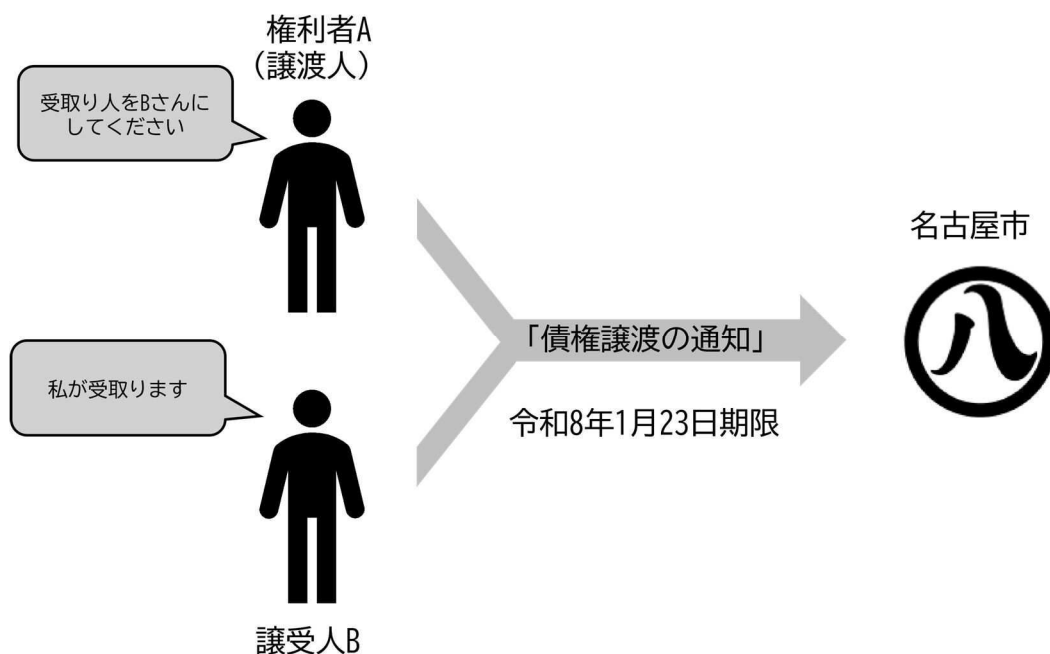 権利者A
（譲渡人）
受取り人をBさんに
してください
名古屋市
八
「債権譲渡の通知」
私が受取ります
令和8年1月23日期限
譲受人B